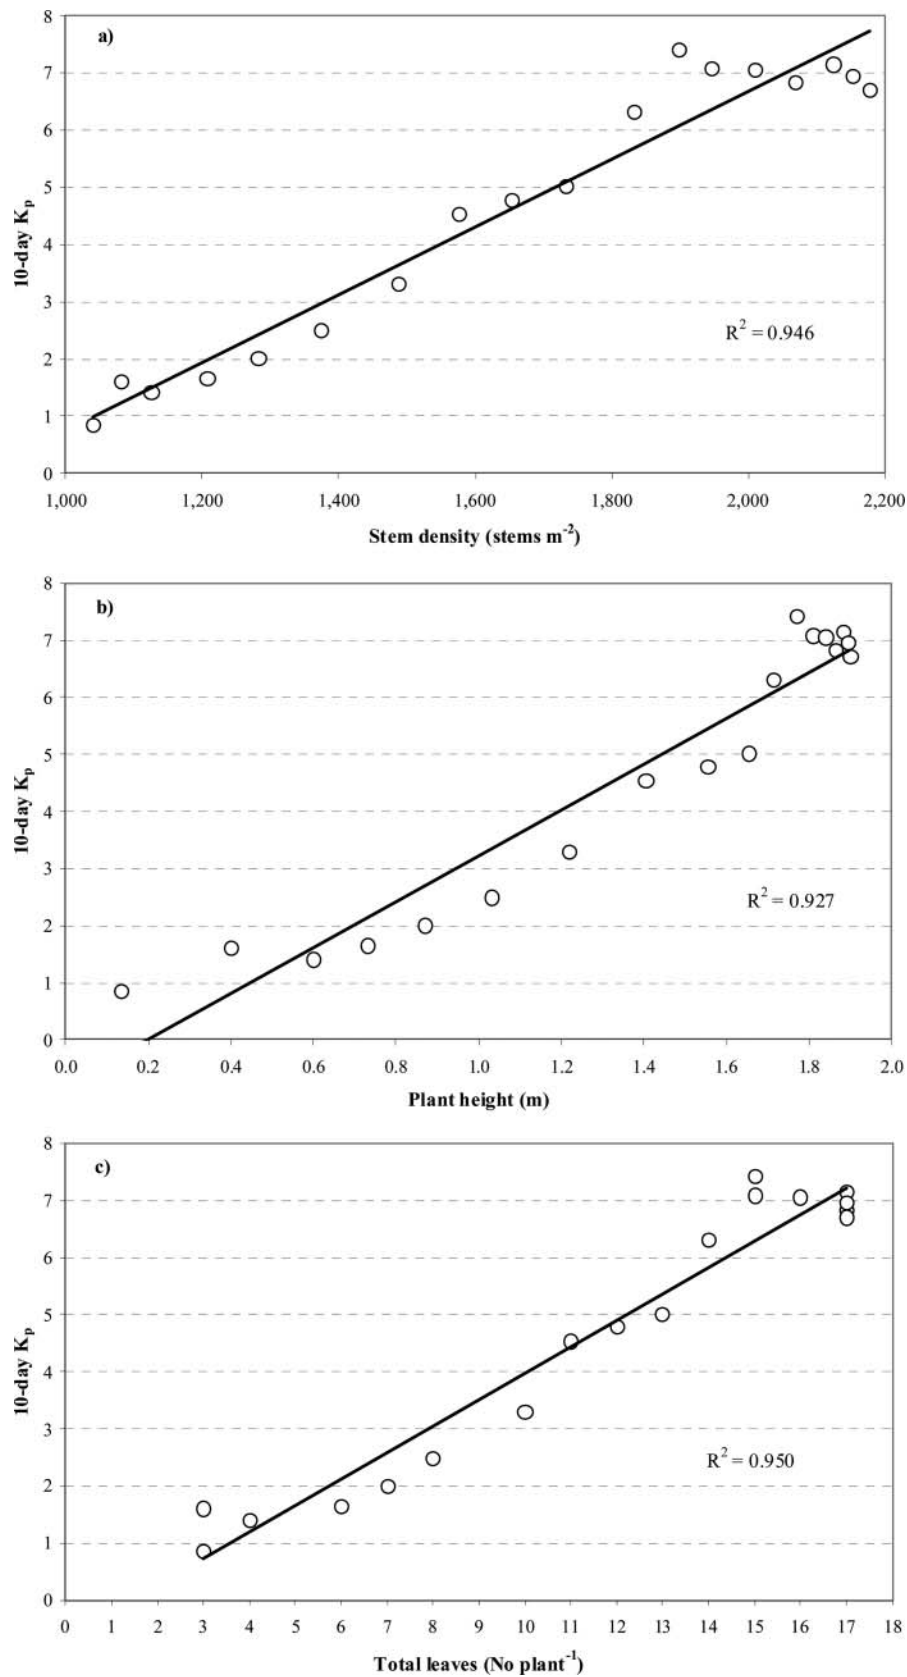 a)
8
7
6
5
4
3
2
1
0
10-day Kp
R² = 0.946
1,000 1,200 1,400 1,600 1,800 2,000 2,200
Stem density (stems m⁻²)
b)
8
7
6
5
4
3
2
1
0
10-day Kp
R² = 0.927
0.0 0.2 0.4 0.6 0.8 1.0 1.2 1.4 1.6 1.8 2.0
Plant height (m)
c)
8
7
6
5
4
3
2
1
0
10-day Kp
R² = 0.950
0 1 2 3 4 5 6 7 8 9 10 11 12 13 14 15 16 17 18
Total leaves (No plant⁻¹)